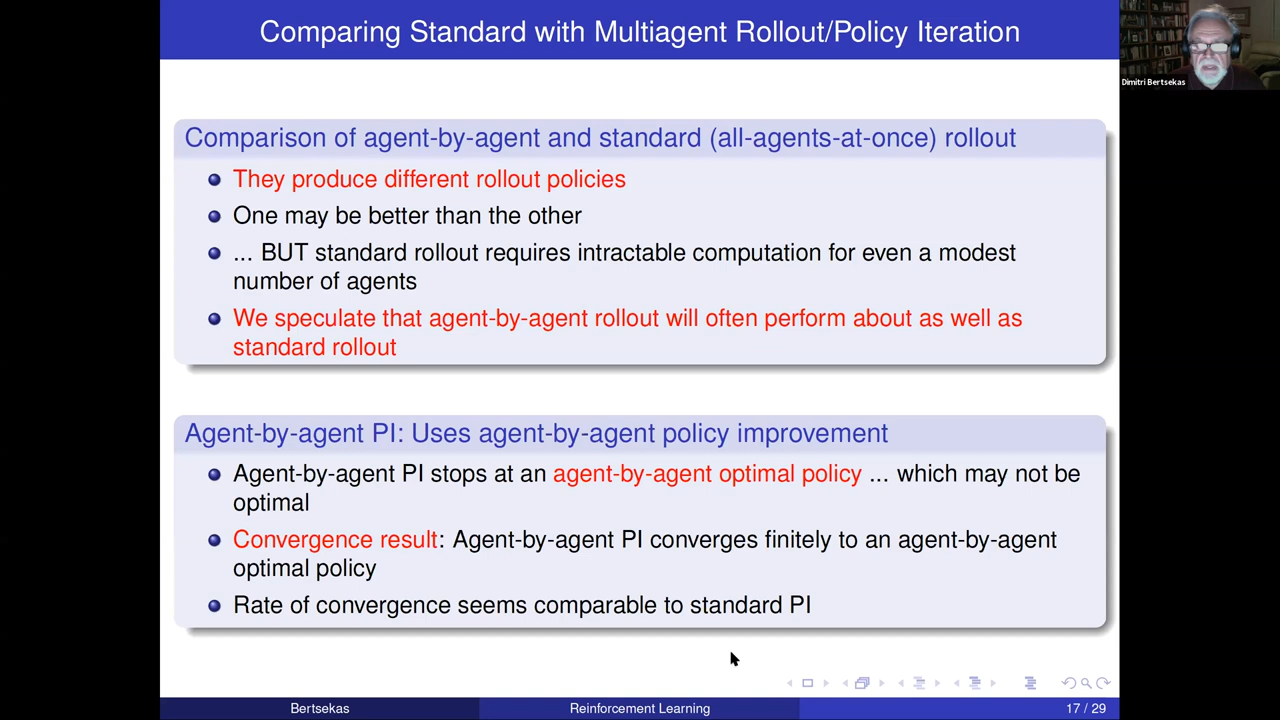 Comparing Standard with Multiagent Rollout/Policy Iteration
Dimitri Bertsekas
Comparison of agent-by-agent and standard (all-agents-at-once) rollout
They produce different rollout policies
One may be better than the other
... BUT standard rollout requires intractable computation for even a modest
number of agents
We speculate that agent-by-agent rollout will often perform about as well as
standard rollout
Agent-by-agent PI: Uses agent-by-agent policy improvement
Agent-by-agent PI stops at an agent-by-agent optimal policy ... which may not be
optimal
Convergence result: Agent-by-agent PI converges finitely to an agent-by-agent
optimal policy
Rate of convergence seems comparable to standard PI
Bertsekas
Reinforcement Learning
17 / 29